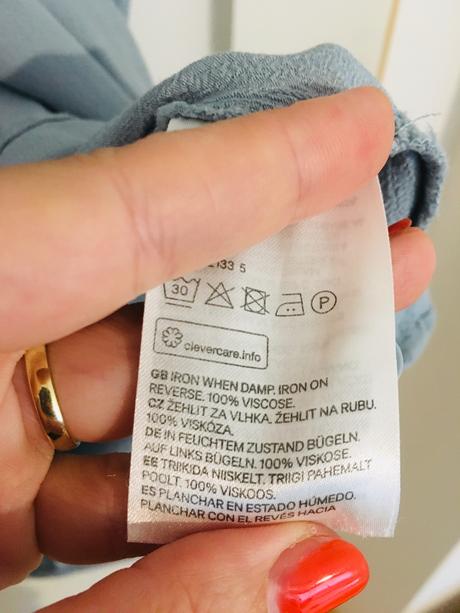 133 5
30
P
clevercare.info
GB IRON WHEN DAMP. IRON ON
REVERSE. 100% VISCOSE.
CZ ŽEHLIT ZA VLHKA. ŽEHLIT NA RUBU.
100% VISKÓZA.
DE IN FEUCHTEM ZUSTAND BÜGELN.
AUF LINKS BÜGELN. 100% VISKOSE.
EE TRIIKIDA NIISKELT. TRIIGI PAHEMALT
POOLT. 100% VISKOOS.
ES PLANCHAR EN ESTADO HÚMEDO.
PLANCHAR CON EL REVÉS HACIA